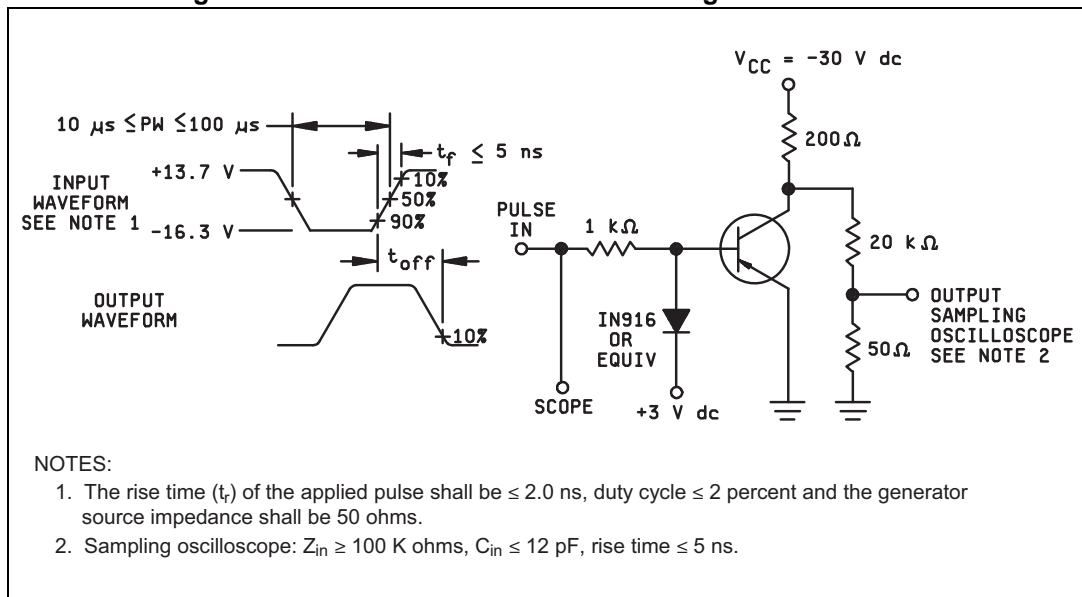 V_CC = -30 V dc
10 μs ≤PW ≤100 μs
t_f ≤ 5 ns
200Ω
+13.7 V
10%
INPUT
WAVEFORM
SEE NOTE 1
50%
90%
-16.3 V
PULSE
IN
1 kΩ
20 kΩ
t_off
OUTPUT
WAVEFORM
10%
IN916
OR
EQUIV
OUTPUT
SAMPLING
OSCILLOSCOPE
SEE NOTE 2
50Ω
SCOPE
+3 V dc
NOTES:
1. The rise time (t_r) of the applied pulse shall be ≤ 2.0 ns, duty cycle ≤ 2 percent and the generator
source impedance shall be 50 ohms.
2. Sampling oscilloscope: Z_in ≥ 100 K ohms, C_in ≤ 12 pF, rise time ≤ 5 ns.